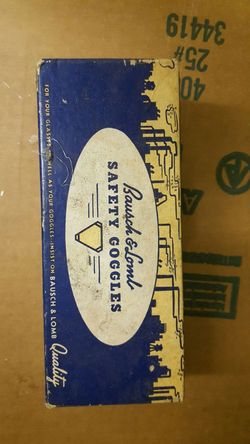 Bausch & Lomb
SAFETY GOGGLES
FOR YOUR GLASSES AS WELL AS YOUR GOGGLES..INSIST ON BAUSCH & LOMB Quality
34419
25#
40
A